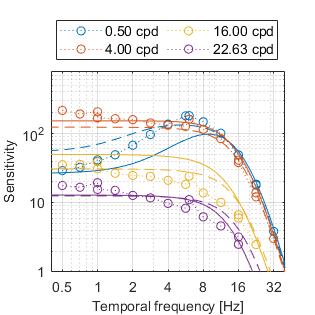 0.50 cpd 16.00 cpd
4.00 cpd 22.63 cpd
Sensitivity
10²
10
1
0.5 1 2 4 8 16 32
Temporal frequency [Hz]